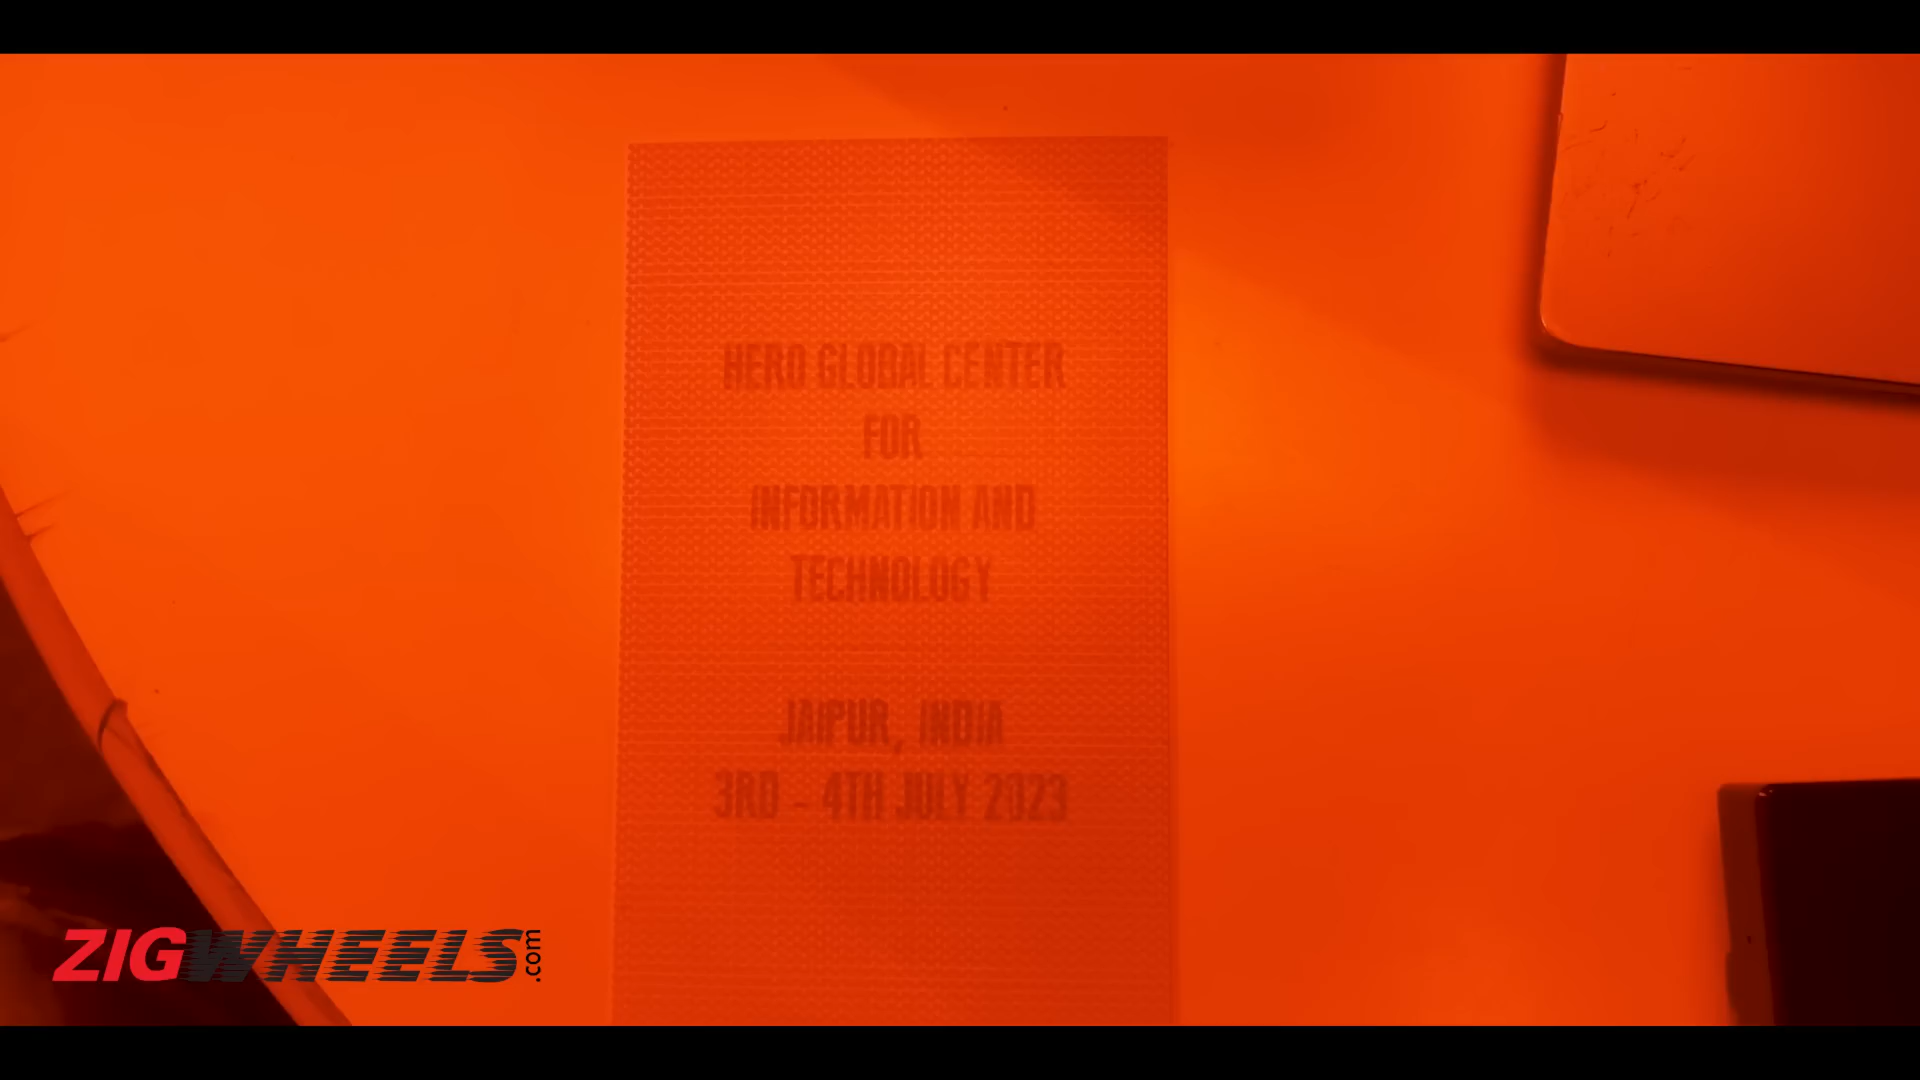 HERO GLOBAL CENTER
FOR
INFORMATION AND
TECHNOLOGY
JAIPUR, INDIA
3RD - 4TH JULY 2023
ZIGWHEELS.com